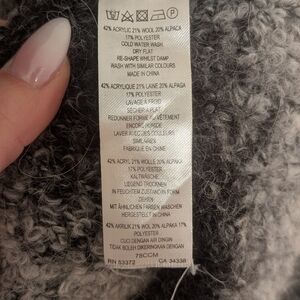 42% ACRYLIC 21% WOOL 20% ALPACA
17% POLYESTER
COLD WATER WASH
DRY FLAT
RE-SHAPE WHILST DAMP
WASH WITH SIMILAR COLOURS
MADE IN CHINA
42% ACRYLIQUE 21% LAINE 20% ALPAGA
17% POLYESTER
LAVAGE A FROID
SECHER A PLAT
REDONNER FORME AU VÊTEMENT
ENCORE HUMIDE
LAVER AVEC DES COULEURS
SIMILAIRES
FABRIQUE EN CHINE
42% ACRYL 21% WOLLE 20% ALPAKA
17% POLYESTER
KALTWÄSCHE
LIEGEND TROCKNEN
IN FEUCHTEM ZUSTAND IN FORM
ZIEHEN
MIT ÄHNLICHEN FARBEN WASCHEN
HERGESTELLT IN CHINA
42% AKRILIK 21% WOL 20% ALPAKA 17%
POLYESTER
CUCI DENGAN AIR DINGIN
TIDAK BOLEH DIKERINGKAN DENGAN
78CCM
RN 53372 CA 34338